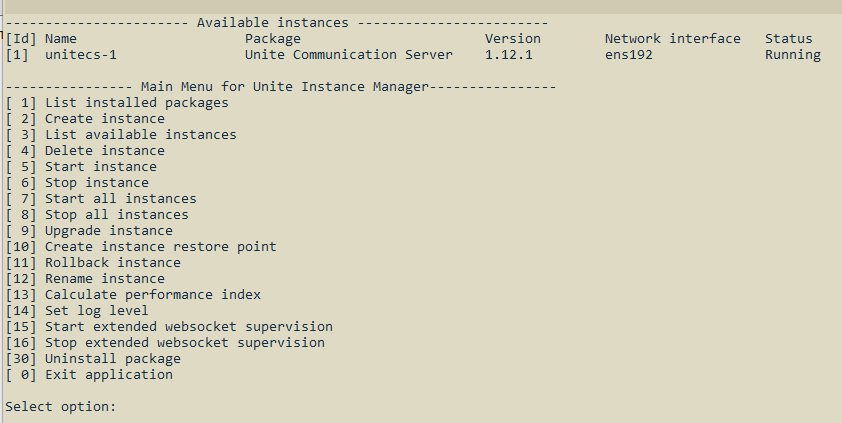 ----------------------- Available instances ------------------------
[Id] Name Package Version Network interface Status
[1] unitecs-1 Unite Communication Server 1.12.1 ens192 Running
---------------- Main Menu for Unite Instance Manager----------------
[ 1] List installed packages
[ 2] Create instance
[ 3] List available instances
[ 4] Delete instance
[ 5] Start instance
[ 6] Stop instance
[ 7] Start all instances
[ 8] Stop all instances
[ 9] Upgrade instance
[10] Create instance restore point
[11] Rollback instance
[12] Rename instance
[13] Calculate performance index
[14] Set log level
[15] Start extended websocket supervision
[16] Stop extended websocket supervision
[30] Uninstall package
[ 0] Exit application
Select option: